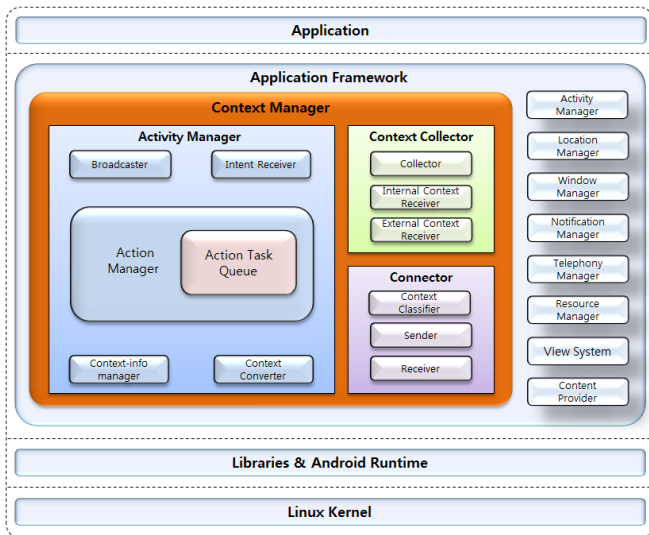 Application
Application Framework
Context Manager
Activity Manager
Broadcaster
Intent Receiver
Action
Manager
Action Task
Queue
Context-info
manager
Context
Converter
Context Collector
Collector
Internal Context
Receiver
External Context
Receiver
Connector
Context
Classifier
Sender
Receiver
Activity
Manager
Location
Manager
Window
Manager
Notification
Manager
Telephony
Manager
Resource
Manager
View System
Content
Provider
Libraries & Android Runtime
Linux Kernel